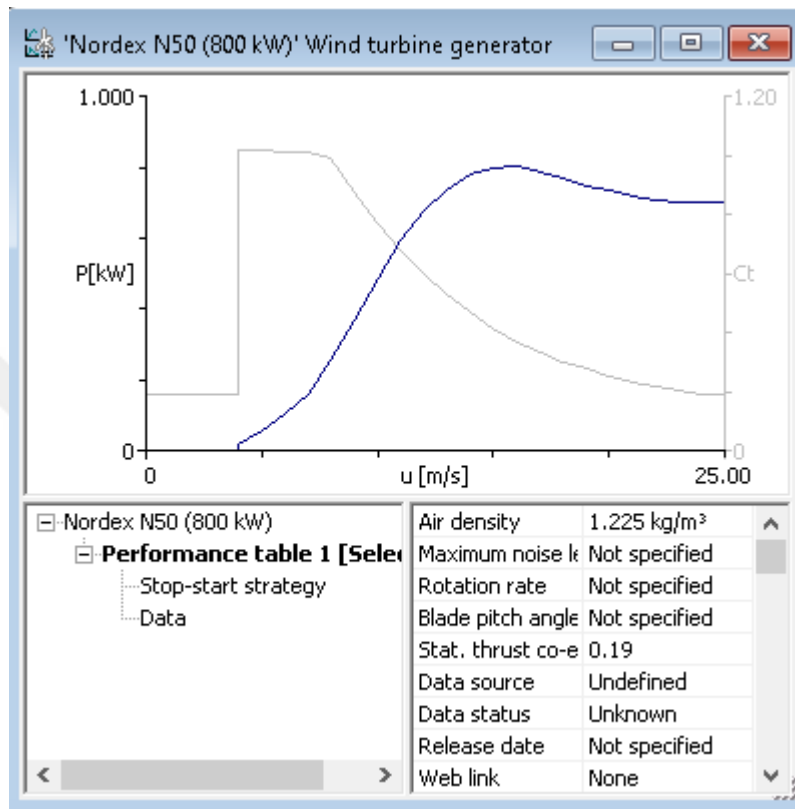 'Nordex N50 (800 kW)' Wind turbine generator
1.000
1.20
P[kW]
Ct
0
0
0
u [m/s]
25.00
Nordex N50 (800 kW)
Performance table 1 [Selec
Stop-start strategy
Data
Air density 1.225 kg/m³
Maximum noise le Not specified
Rotation rate Not specified
Blade pitch angle Not specified
Stat. thrust co-e 0.19
Data source Undefined
Data status Unknown
Release date Not specified
Web link None